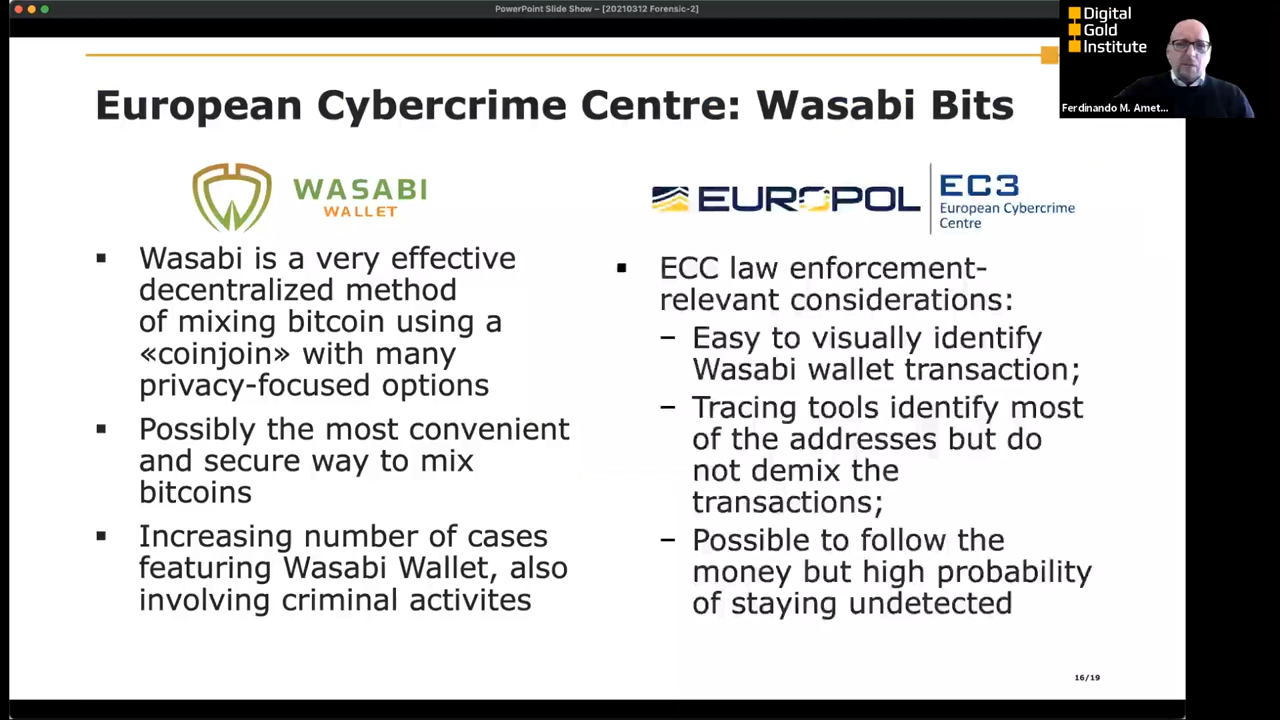 PowerPoint Slide Show – [20210312 Forensic-2]
Digital
Gold
Institute
Ferdinando M. Amet...
European Cybercrime Centre: Wasabi Bits
WASABI
WALLET
▪ Wasabi is a very effective
decentralized method
of mixing bitcoin using a
«coinjoin» with many
privacy-focused options
▪ Possibly the most convenient
and secure way to mix
bitcoins
▪ Increasing number of cases
featuring Wasabi Wallet, also
involving criminal activites
EUROPOL
EC3
European Cybercrime
Centre
▪ ECC law enforcement-
relevant considerations:
– Easy to visually identify
Wasabi wallet transaction;
– Tracing tools identify most
of the addresses but do
not demix the
transactions;
– Possible to follow the
money but high probability
of staying undetected
16/19